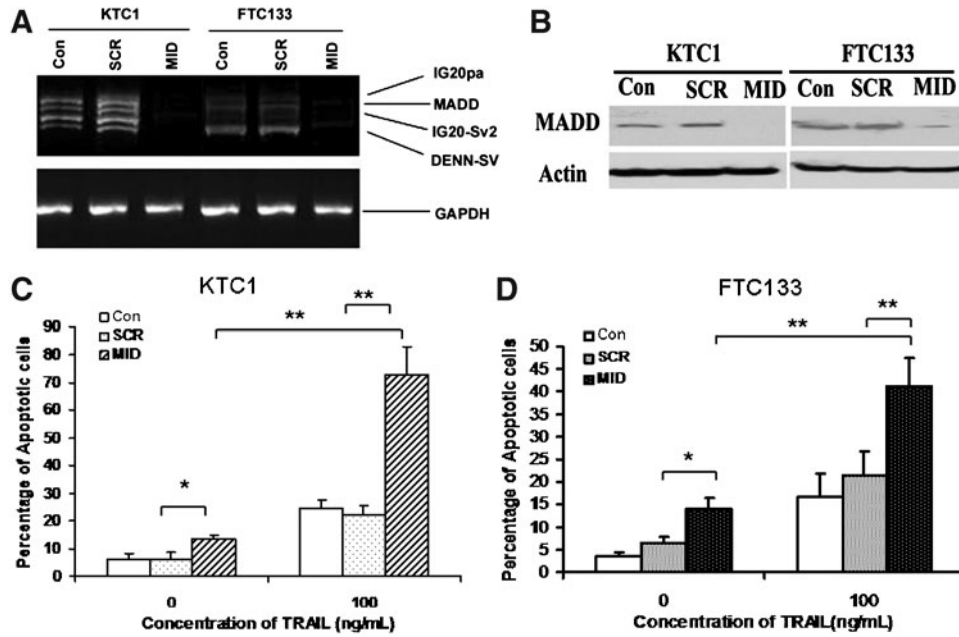 A
KTC1 FTC133
Con SCR MID Con SCR MID
IG20pa
MADD
IG20-Sv2
DENN-SV
GAPDH
B
KTC1 FTC133
Con SCR MID Con SCR MID
MADD
Actin
C
KTC1
Con
SCR
MID
**
**
*
Percentage of Apoptotic cells
90
80
70
60
50
40
30
20
10
0
0 100
Concentration of TRAIL (ng/mL)
D
FTC133
Con
SCR
MID
**
**
*
Percentage of Apoptotic cells
50
45
40
35
30
25
20
15
10
5
0
0 100
Concentration of TRAIL(ng/mL)